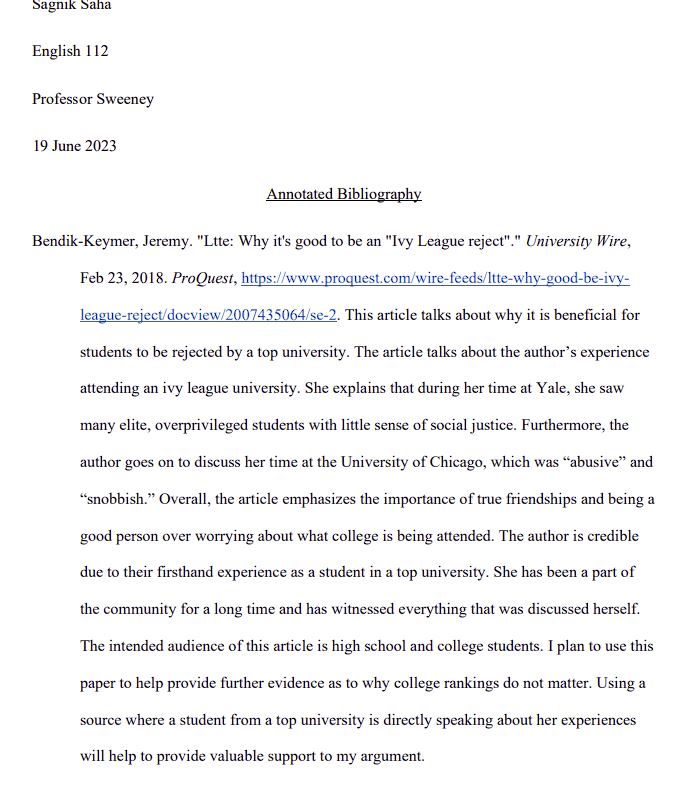 Sagnik Saha
English 112
Professor Sweeney
19 June 2023
Annotated Bibliography
Bendik-Keymer, Jeremy. "Ltte: Why it's good to be an "Ivy League reject"." University Wire,
Feb 23, 2018. ProQuest, https://www.proquest.com/wire-feeds/ltte-why-good-be-ivy-
league-reject/docview/2007435064/se-2. This article talks about why it is beneficial for
students to be rejected by a top university. The article talks about the author’s experience
attending an ivy league university. She explains that during her time at Yale, she saw
many elite, overprivileged students with little sense of social justice. Furthermore, the
author goes on to discuss her time at the University of Chicago, which was “abusive” and
“snobbish.” Overall, the article emphasizes the importance of true friendships and being a
good person over worrying about what college is being attended. The author is credible
due to their firsthand experience as a student in a top university. She has been a part of
the community for a long time and has witnessed everything that was discussed herself.
The intended audience of this article is high school and college students. I plan to use this
paper to help provide further evidence as to why college rankings do not matter. Using a
source where a student from a top university is directly speaking about her experiences
will help to provide valuable support to my argument.